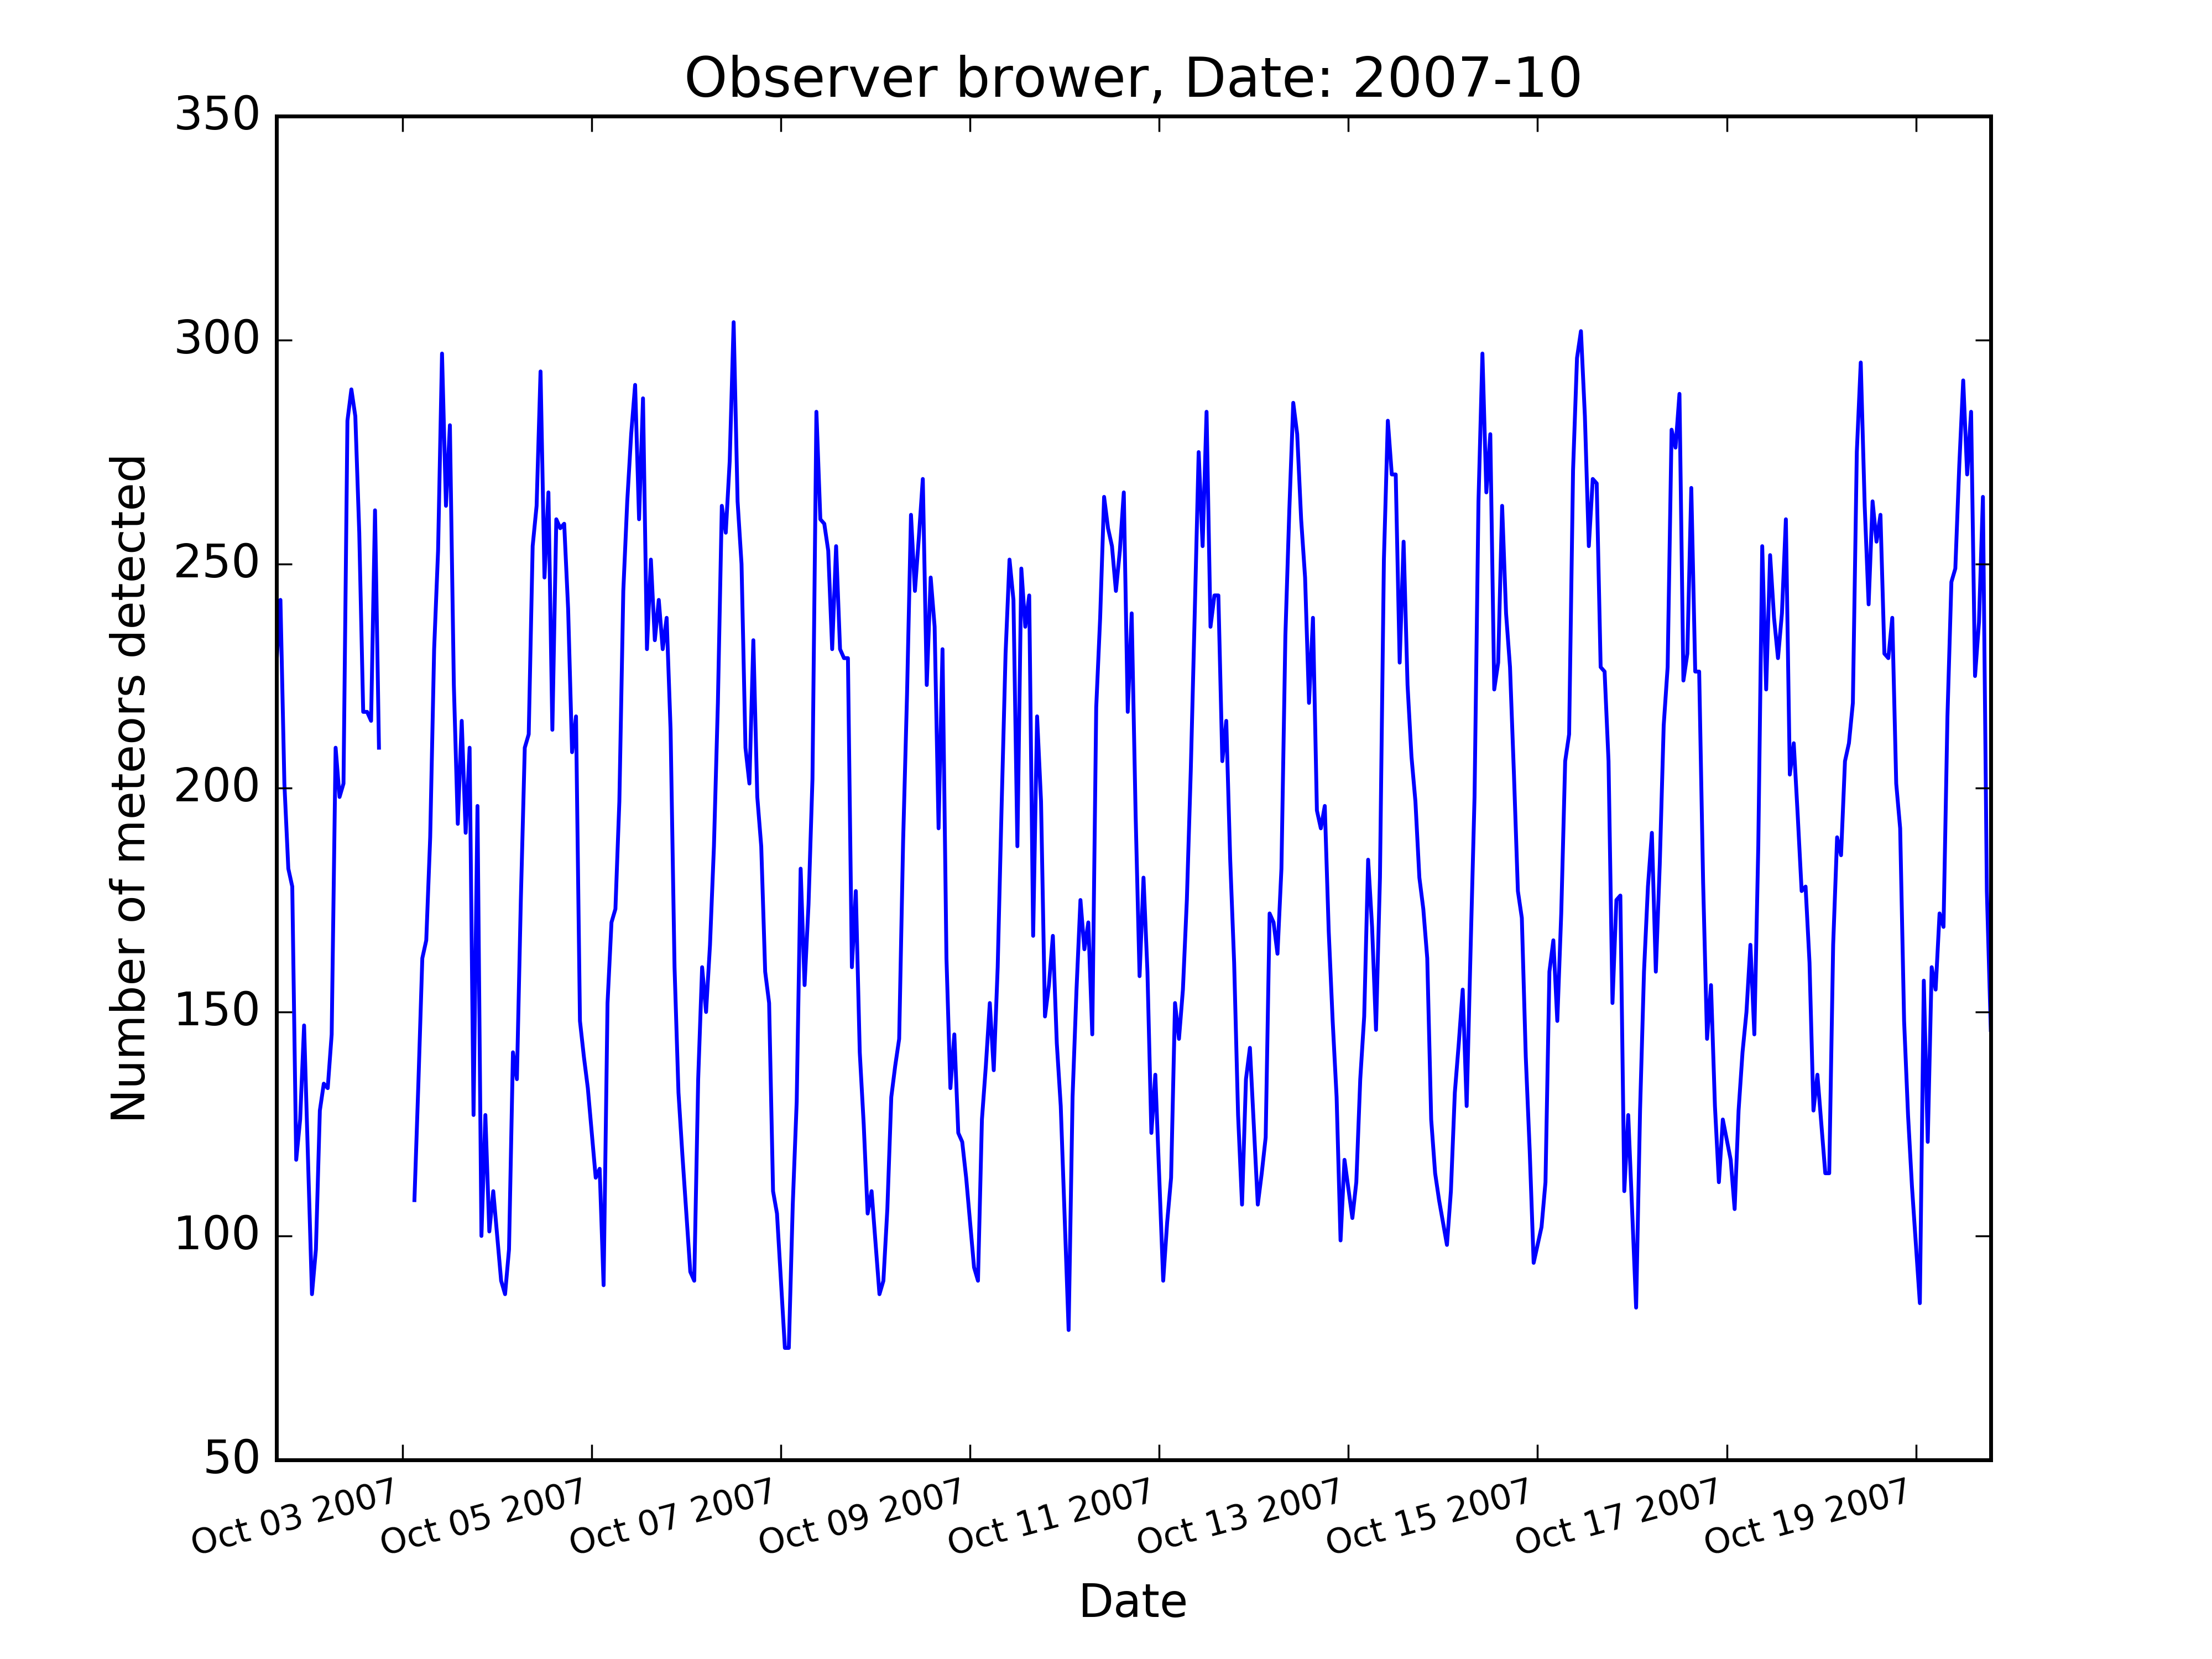 Observer brower, Date: 2007-10
350
300
250
200
150
100
50
Number of meteors detected
Oct 03 2007
Oct 05 2007
Oct 07 2007
Oct 09 2007
Oct 11 2007
Oct 13 2007
Oct 15 2007
Oct 17 2007
Oct 19 2007
Date